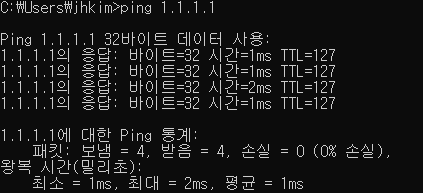 C:₩Users₩jhkim>ping 1.1.1.1
Ping 1.1.1.1 32바이트 데이터 사용:
1.1.1.1의 응답: 바이트=32 시간=1ms TTL=127
1.1.1.1의 응답: 바이트=32 시간=1ms TTL=127
1.1.1.1의 응답: 바이트=32 시간=2ms TTL=127
1.1.1.1의 응답: 바이트=32 시간=1ms TTL=127
1.1.1.1에 대한 Ping 통계:
패킷: 보냄 = 4, 받음 = 4, 손실 = 0 (0% 손실),
왕복 시간(밀리초):
최소 = 1ms, 최대 = 2ms, 평균 = 1ms